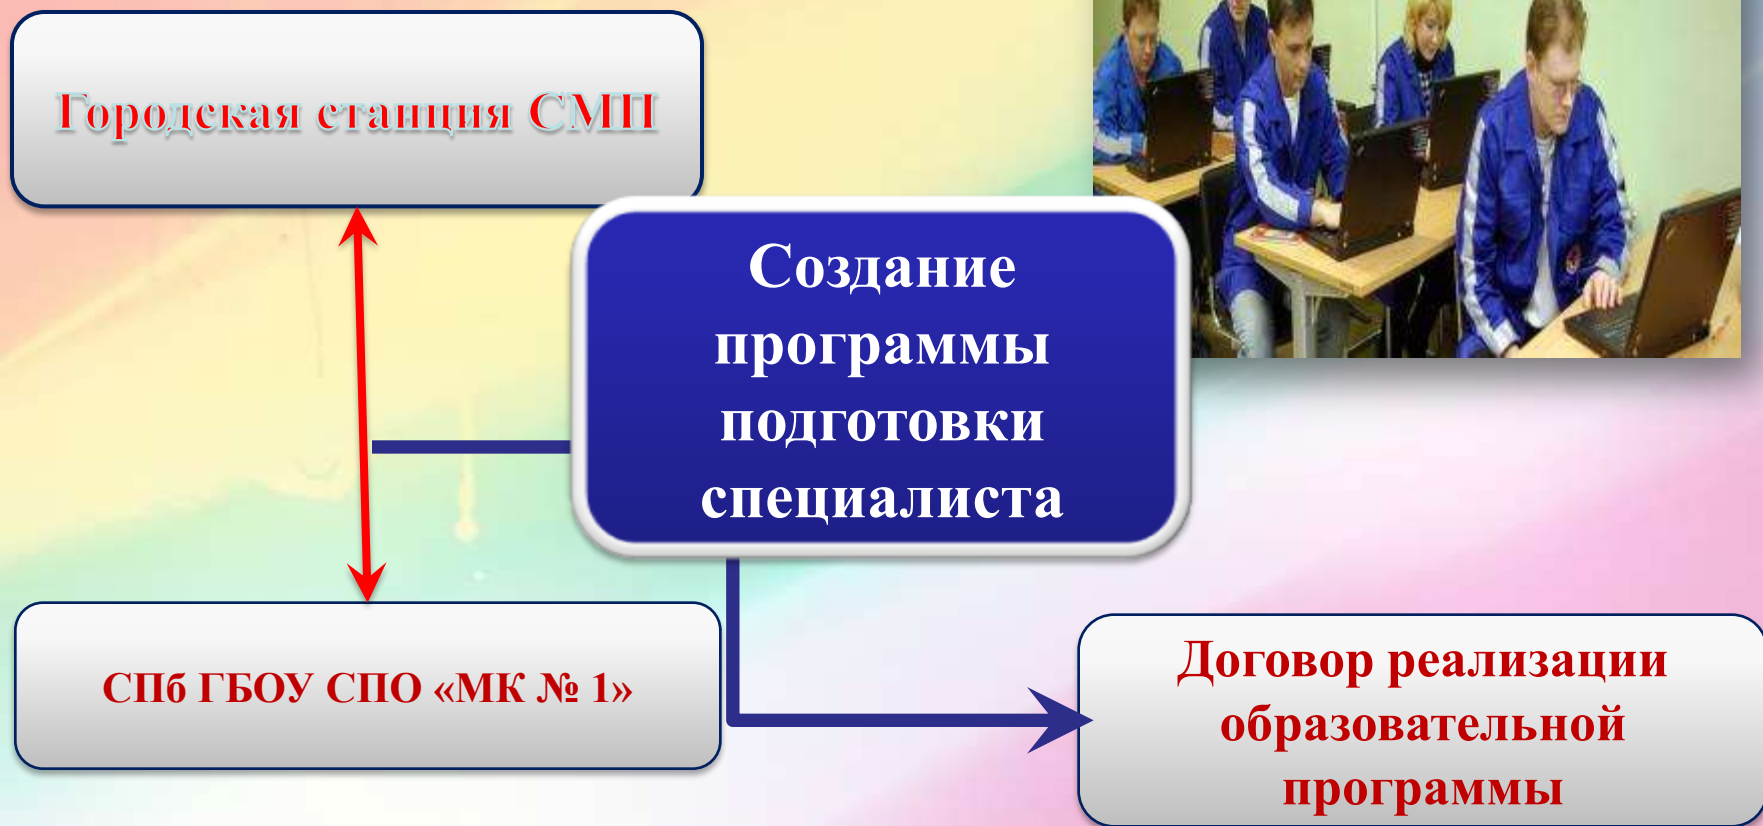 Городская станция СМП
Создание
программы
подготовки
специалиста
СПб ГБОУ СПО «МК № 1»
Договор реализации
образовательной
программы